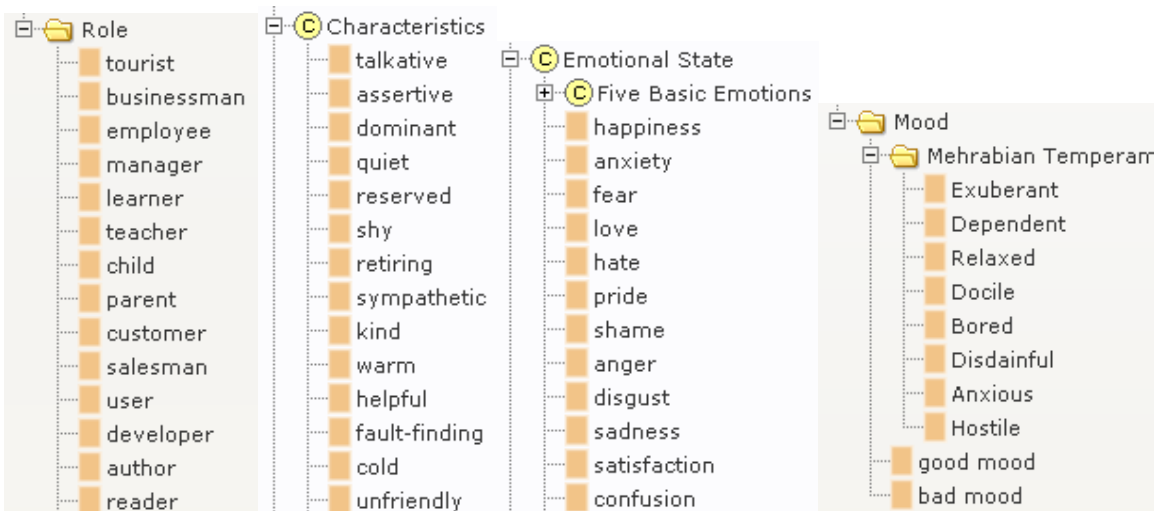 Role
tourist
businessman
employee
manager
learner
teacher
child
parent
customer
salesman
user
developer
author
reader
C Characteristics
talkative
assertive
dominant
quiet
reserved
shy
retiring
sympathetic
kind
warm
helpful
fault-finding
cold
unfriendly
C Emotional State
C Five Basic Emotions
happiness
anxiety
fear
love
hate
pride
shame
anger
disgust
sadness
satisfaction
confusion
Mood
Mehrabian Temperam
Exuberant
Dependent
Relaxed
Docile
Bored
Disdainful
Anxious
Hostile
good mood
bad mood